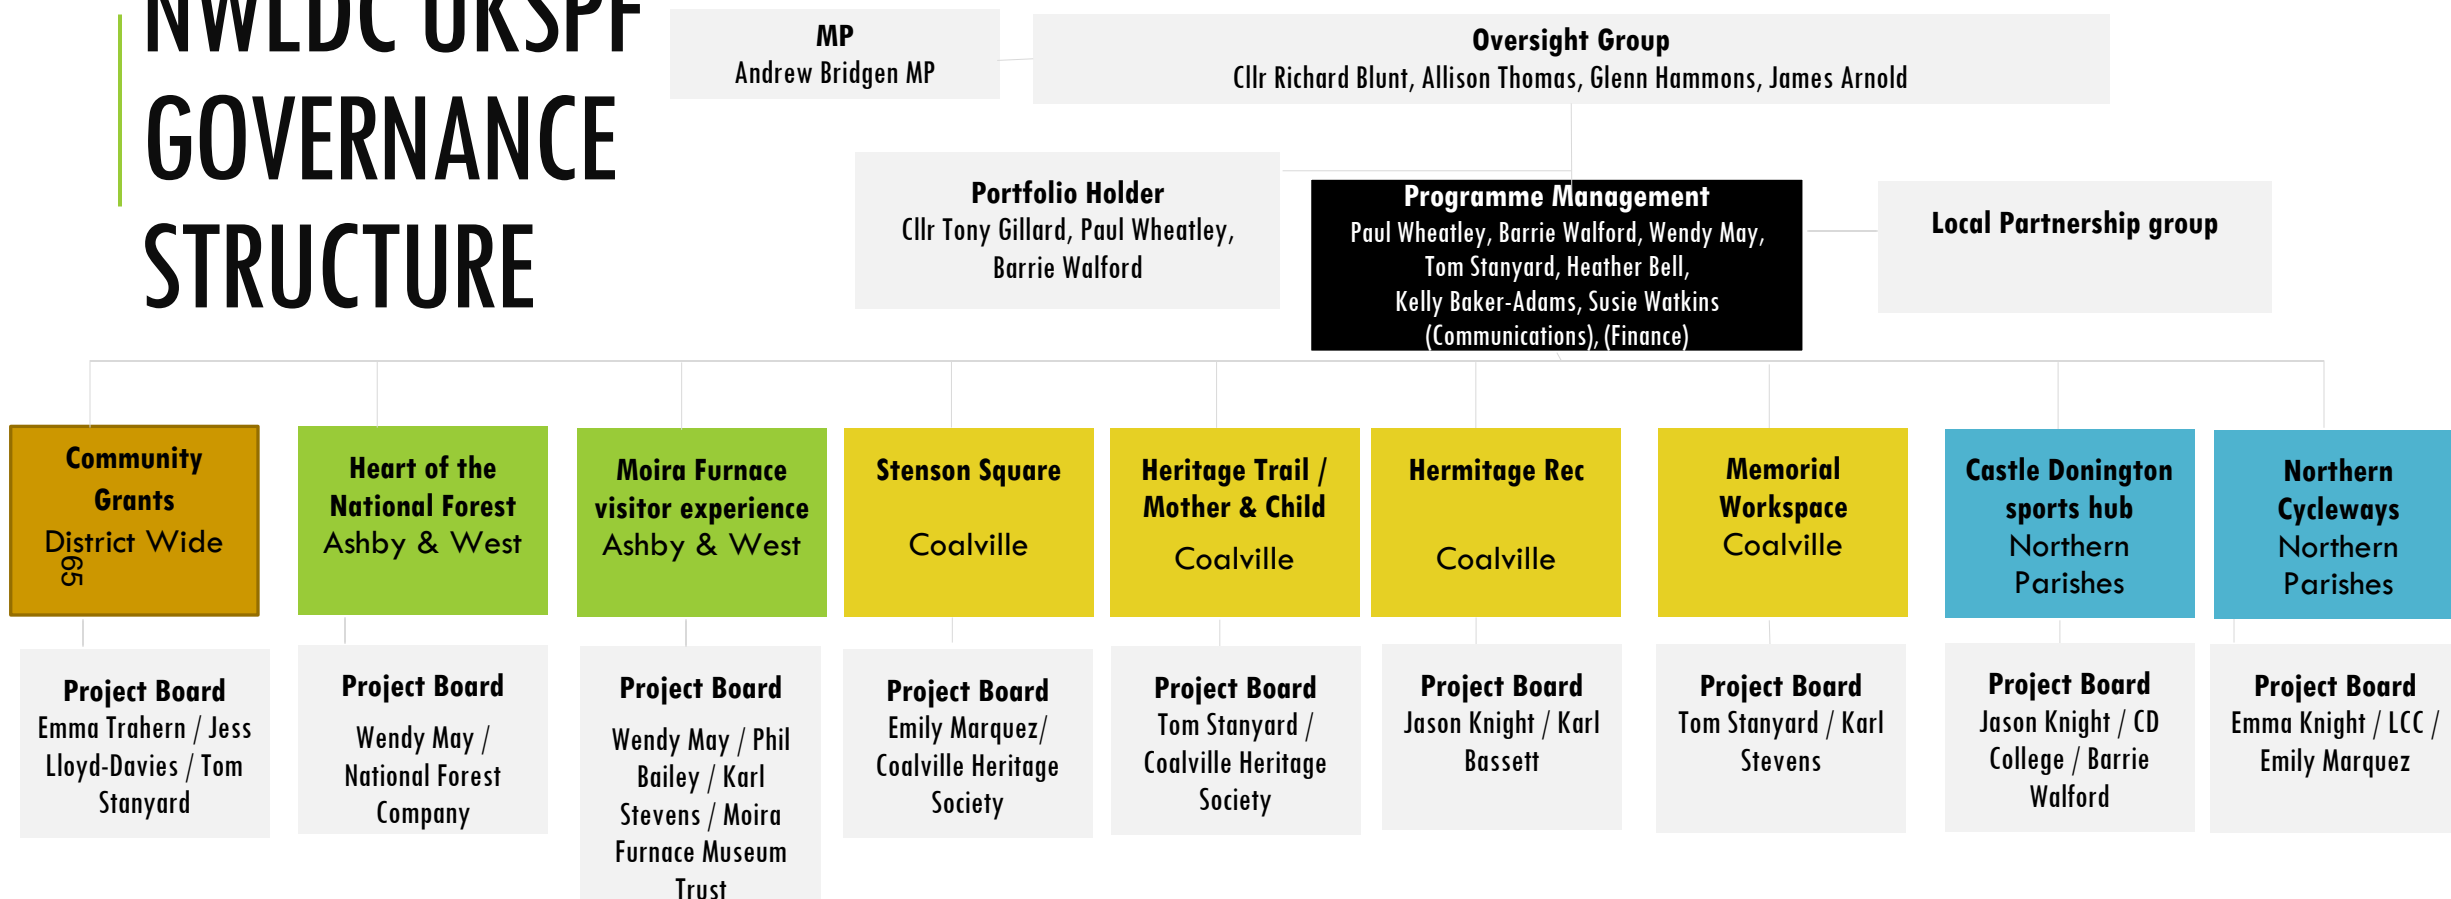 NWLDC UKSPF
GOVERNANCE
STRUCTURE
MP
Andrew Bridgen MP
Oversight Group
Cllr Richard Blunt, Allison Thomas, Glenn Hammons, James Arnold
Portfolio Holder
Cllr Tony Gillard, Paul Wheatley,
Barrie Walford
Programme Management
Paul Wheatley, Barrie Walford, Wendy May,
Tom Stanyard, Heather Bell,
Kelly Baker-Adams, Susie Watkins
(Communications), (Finance)
Local Partnership group
Community
Grants
District Wide
65
Heart of the
National Forest
Ashby & West
Moira Furnace
visitor experience
Ashby & West
Stenson Square
Coalville
Heritage Trail /
Mother & Child
Coalville
Hermitage Rec
Coalville
Memorial
Workspace
Coalville
Castle Donington
sports hub
Northern
Parishes
Northern
Cycleways
Northern
Parishes
Project Board
Emma Trahern / Jess
Lloyd-Davies / Tom
Stanyard
Project Board
Wendy May /
National Forest
Company
Project Board
Wendy May / Phil
Bailey / Karl
Stevens / Moira
Furnace Museum
Trust
Project Board
Emily Marquez/
Coalville Heritage
Society
Project Board
Tom Stanyard /
Coalville Heritage
Society
Project Board
Jason Knight / Karl
Bassett
Project Board
Tom Stanyard / Karl
Stevens
Project Board
Jason Knight / CD
College / Barrie
Walford
Project Board
Emma Knight / LCC /
Emily Marquez